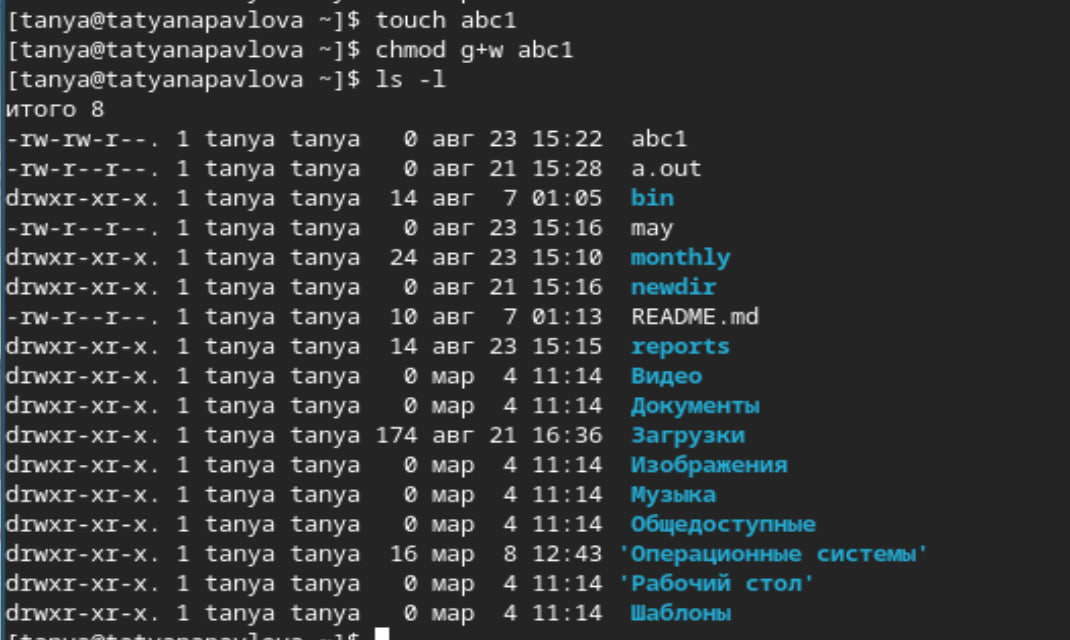 [tanya@tatyanapavlova ~]$ touch abc1
[tanya@tatyanapavlova ~]$ chmod g+w abc1
[tanya@tatyanapavlova ~]$ ls -l
итого 8
-rw-rw-r--. 1 tanya tanya   0 авг 23 15:22  abc1
-rw-r--r--. 1 tanya tanya   0 авг 21 15:28  a.out
drwxr-xr-x. 1 tanya tanya  14 авг  7 01:05  bin
-rw-r--r--. 1 tanya tanya   0 авг 23 15:16  may
drwxr-xr-x. 1 tanya tanya  24 авг 23 15:10  monthly
drwxr-xr-x. 1 tanya tanya   0 авг 21 15:16  newdir
-rw-r--r--. 1 tanya tanya  10 авг  7 01:13  README.md
drwxr-xr-x. 1 tanya tanya  14 авг 23 15:15  reports
drwxr-xr-x. 1 tanya tanya   0 мар  4 11:14  Видео
drwxr-xr-x. 1 tanya tanya   0 мар  4 11:14  Документы
drwxr-xr-x. 1 tanya tanya 174 авг 21 16:36  Загрузки
drwxr-xr-x. 1 tanya tanya   0 мар  4 11:14  Изображения
drwxr-xr-x. 1 tanya tanya   0 мар  4 11:14  Музыка
drwxr-xr-x. 1 tanya tanya   0 мар  4 11:14  Общедоступные
drwxr-xr-x. 1 tanya tanya  16 мар  8 12:43 'Операционные системы'
drwxr-xr-x. 1 tanya tanya   0 мар  4 11:14 'Рабочий стол'
drwxr-xr-x. 1 tanya tanya   0 мар  4 11:14  Шаблоны
[tanya@tatyanapavlova ~]$